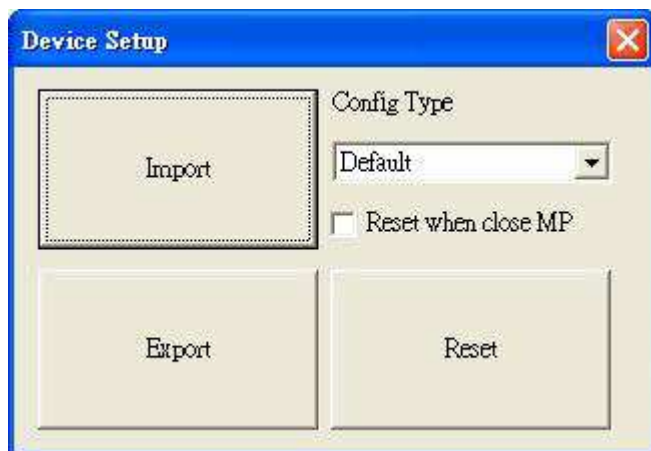 Device Setup
Import
Config Type
Default
Reset when close MP
Export
Reset